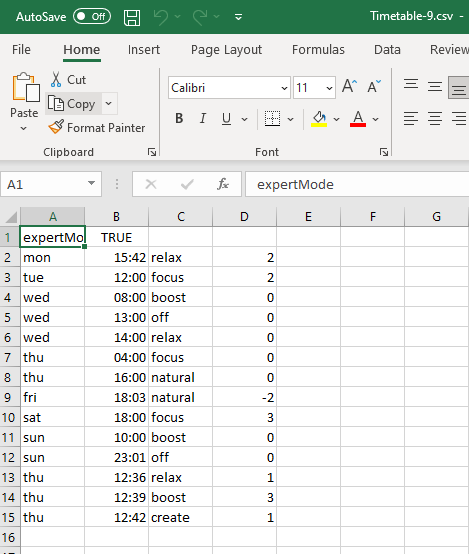 AutoSave Off Timetable-9.csv -
File Home Insert Page Layout Formulas Data Review
Cut
Copy
Format Painter
Paste
Clipboard
Calibri 11 A A
B I U A
Font
A1 fx expertMode
A B C D E F G
1 expertMo TRUE
2 mon 15:42 relax 2
3 tue 12:00 focus 2
4 wed 08:00 boost 0
5 wed 13:00 off 0
6 wed 14:00 relax 0
7 thu 04:00 focus 0
8 thu 16:00 natural 0
9 fri 18:03 natural -2
10 sat 18:00 focus 3
11 sun 10:00 boost 0
12 sun 23:01 off 0
13 thu 12:36 relax 1
14 thu 12:39 boost 3
15 thu 12:42 create 1
16